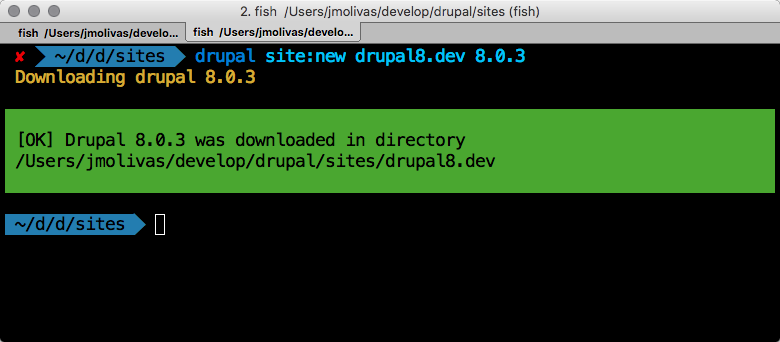 2. fish /Users/jmolivas/develop/drupal/sites (fish)
fish /Users/jmolivas/develo... fish /Users/jmolivas/develo...
✘ ~/d/d/sites drupal site:new drupal8.dev 8.0.3
Downloading drupal 8.0.3
[OK] Drupal 8.0.3 was downloaded in directory
/Users/jmolivas/develop/drupal/sites/drupal8.dev
~/d/d/sites